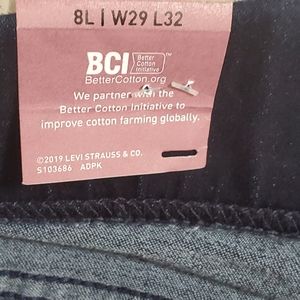 8L | W29 L32
BCI Better Cotton Initiative™
BetterCotton.org
We partner with the
Better Cotton Initiative to
improve cotton farming globally.
©2019 LEVI STRAUSS & CO.
S103686 ADPK